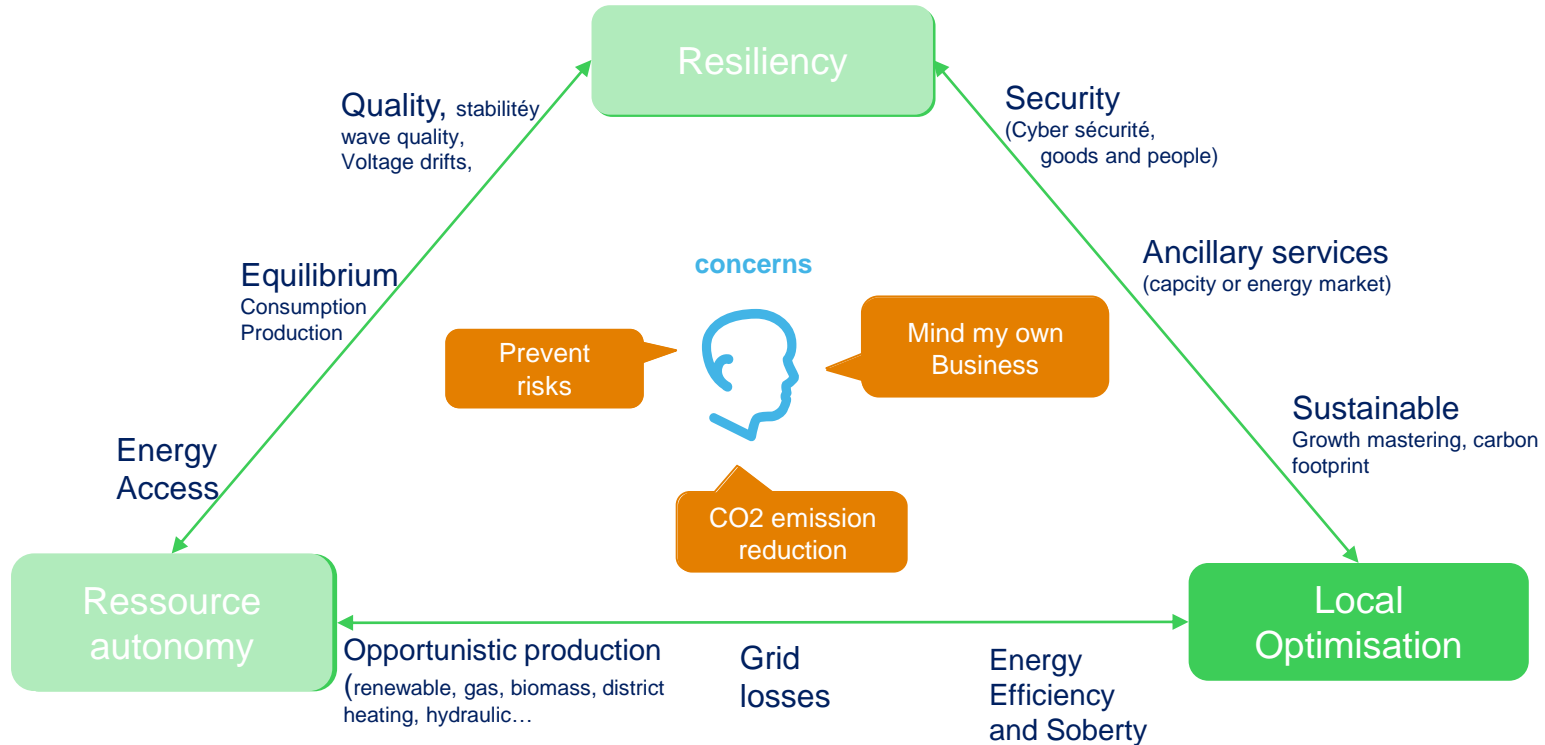 Resiliency
Quality, stabilitéy
wave quality,
Voltage drifts,
Security
(Cyber sécurité,
goods and people)
Equilibrium
Consumption
Production
concerns
Ancillary services
(capcity or energy market)
Prevent
risks
Mind my own
Business
Energy
Access
Sustainable
Growth mastering, carbon
footprint
CO2 emission
reduction
Ressource
autonomy
Local
Optimisation
Opportunistic production
(renewable, gas, biomass, district
heating, hydraulic…
Grid
losses
Energy
Efficiency
and Soberty